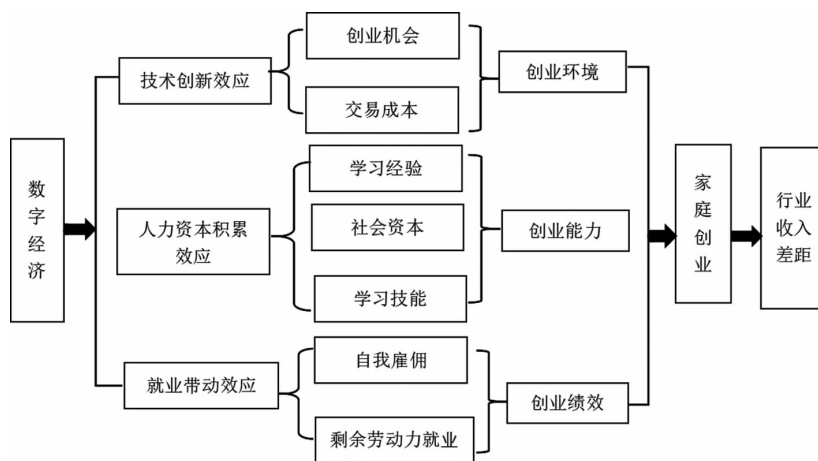 数字经济
技术创新效应
人力资本积累
效应
就业带动效应
创业机会
交易成本
学习经验
社会资本
学习技能
自我雇佣
剩余劳动力就业
创业环境
创业能力
创业绩效
家庭创业
行业
收入
差距